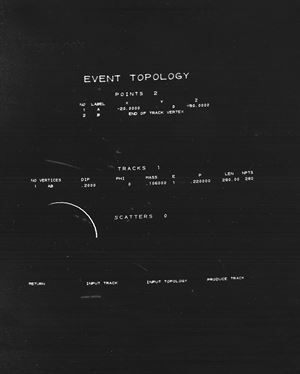 EVENT TOPOLOGY
POINTS 2
NO LABEL X Y Z
1 A -20.0000 0 -50.0000
2 B END OF TRACK VERTEX
TRACKS 1
NO VERTICES DIP PHI MASS E P LEN NPTS
1 AB .2000 0 .106000 1 .220000 280.00 280
SCATTERS 0
RETURN INPUT TRACK INPUT TOPOLOGY PRODUCE TRACK